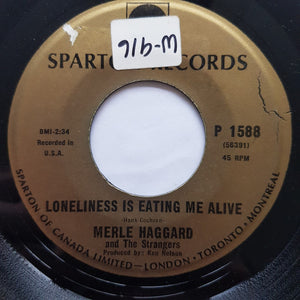 SPARTON RECORDS
W-916
BMI-2:34
Recorded in
U.S.A.
P 1588
(56391)
45 RPM
LONELINESS IS EATING ME ALIVE
(Hank Cochran)
MERLE HAGGARD
and The Strangers
Produced by: Ken Nelson
SPARTON OF CANADA LIMITED—LONDON • TORONTO • MONTREAL